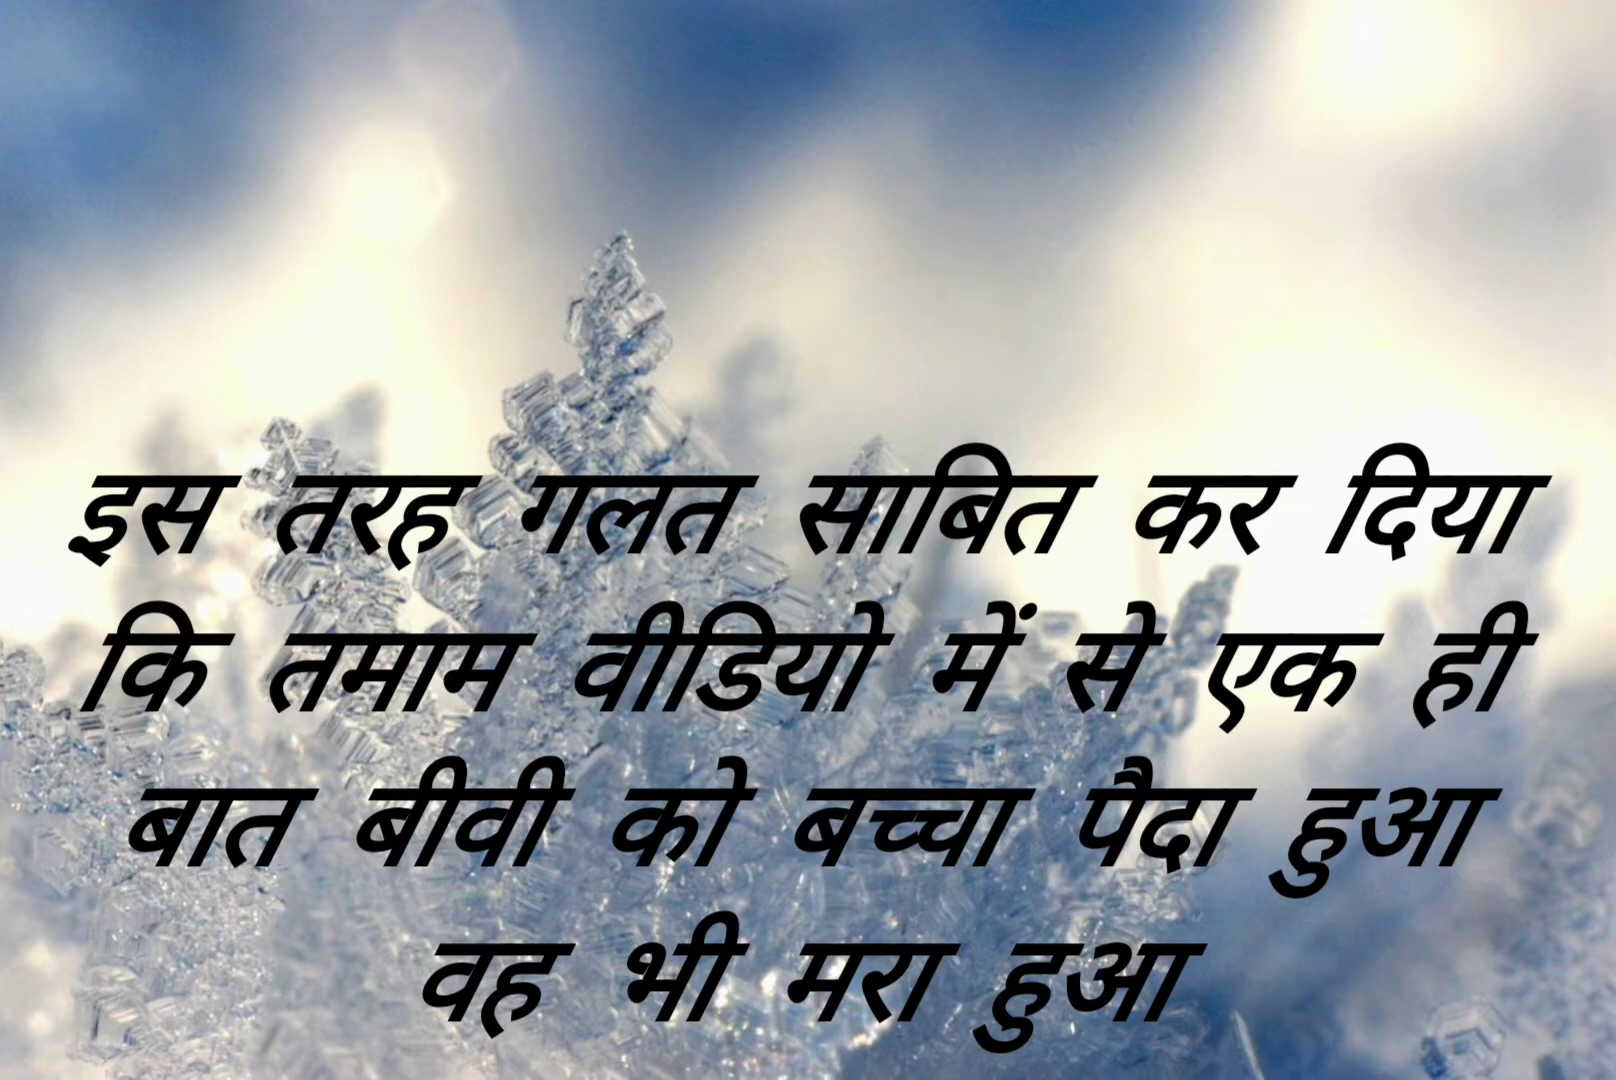 इस तरह गलत साबित कर दिया
कि तमाम वीडियो में से एक ही
बात बीवी को बच्चा पैदा हुआ
वह भी मरा हुआ